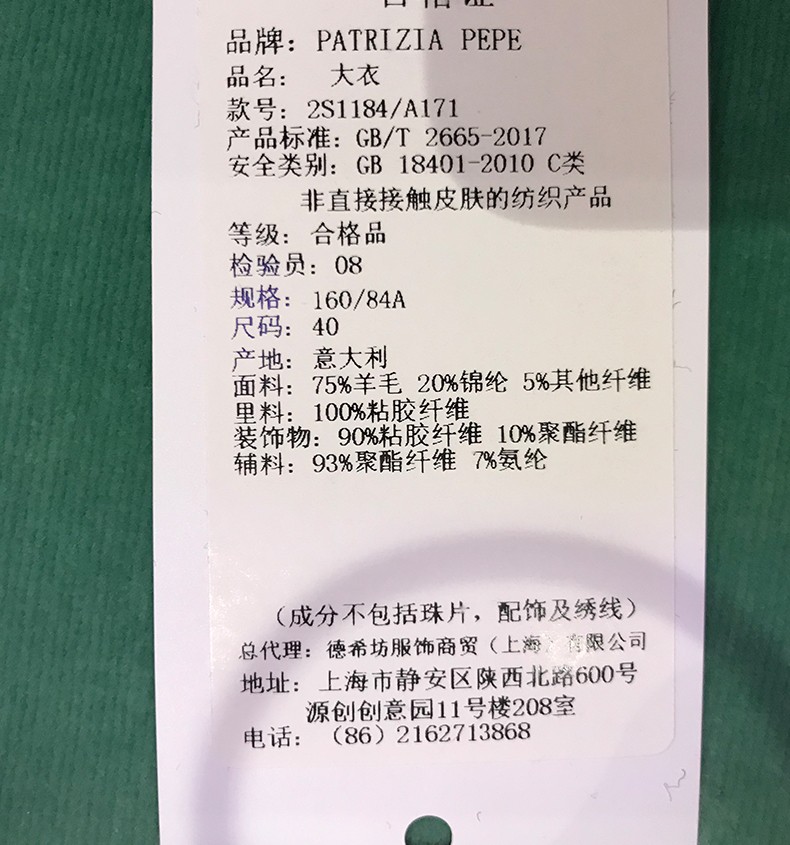 合格证
品牌: PATRIZIA PEPE
品名: 大衣
款号: 2S1184/A171
产品标准: GB/T 2665-2017
安全类别: GB 18401-2010 C类
非直接接触皮肤的纺织产品
等级: 合格品
检验员: 08
规格: 160/84A
尺码: 40
产地: 意大利
面料: 75%羊毛 20%锦纶 5%其他纤维
里料: 100%粘胶纤维
装饰物: 90%粘胶纤维 10%聚酯纤维
辅料: 93%聚酯纤维 7%氨纶
（成分不包括珠片，配饰及绣线）
总代理: 德希坊服饰商贸（上海）有限公司
地址: 上海市静安区陕西北路600号
源创创意园11号楼208室
电话: （86）2162713868